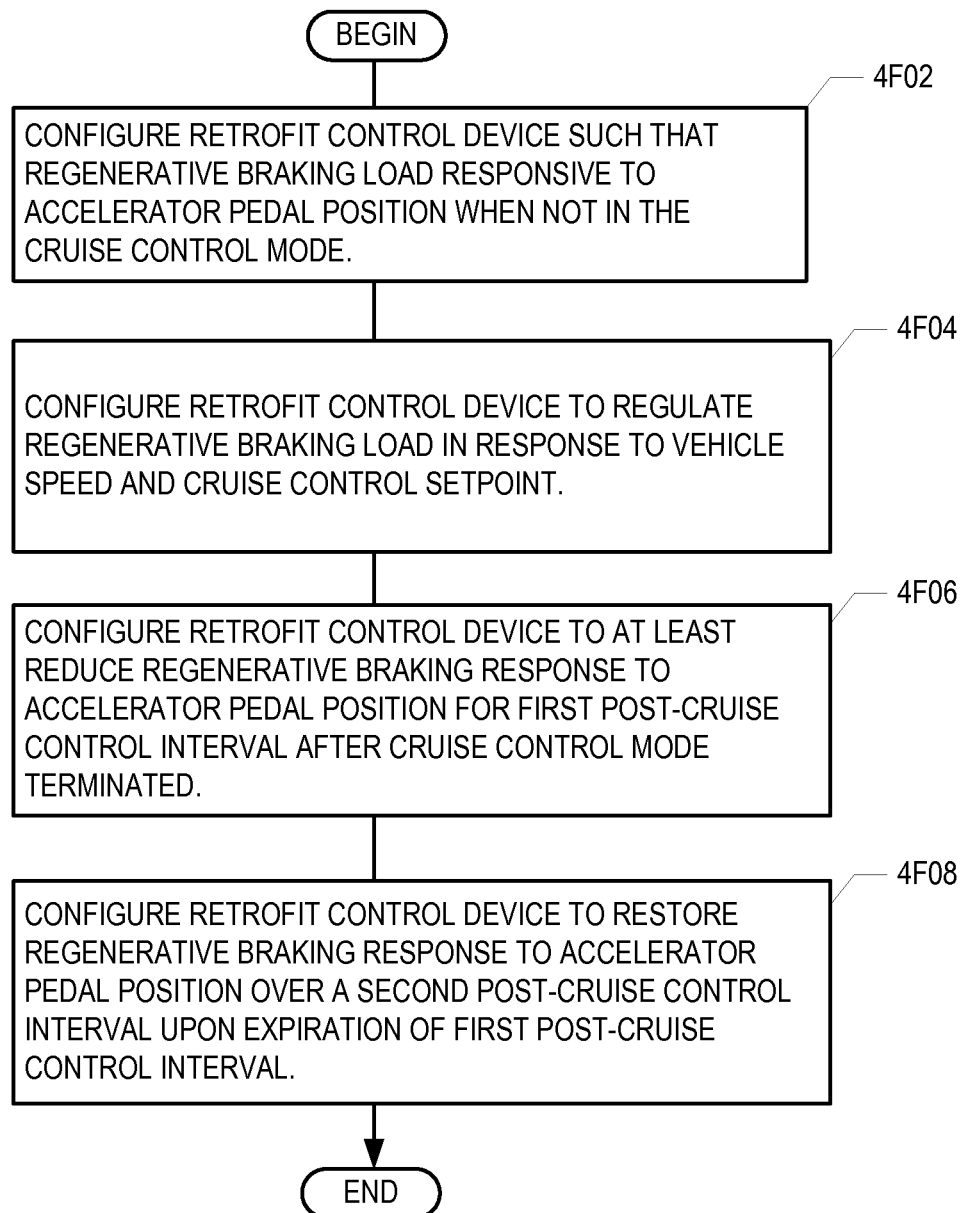 BEGIN
4F02
CONFIGURE RETROFIT CONTROL DEVICE SUCH THAT
REGENERATIVE BRAKING LOAD RESPONSIVE TO
ACCELERATOR PEDAL POSITION WHEN NOT IN THE
CRUISE CONTROL MODE.
4F04
CONFIGURE RETROFIT CONTROL DEVICE TO REGULATE
REGENERATIVE BRAKING LOAD IN RESPONSE TO VEHICLE
SPEED AND CRUISE CONTROL SETPOINT.
4F06
CONFIGURE RETROFIT CONTROL DEVICE TO AT LEAST
REDUCE REGENERATIVE BRAKING RESPONSE TO
ACCELERATOR PEDAL POSITION FOR FIRST POST-CRUISE
CONTROL INTERVAL AFTER CRUISE CONTROL MODE
TERMINATED.
4F08
CONFIGURE RETROFIT CONTROL DEVICE TO RESTORE
REGENERATIVE BRAKING RESPONSE TO ACCELERATOR
PEDAL POSITION OVER A SECOND POST-CRUISE CONTROL
INTERVAL UPON EXPIRATION OF FIRST POST-CRUISE
CONTROL INTERVAL.
END